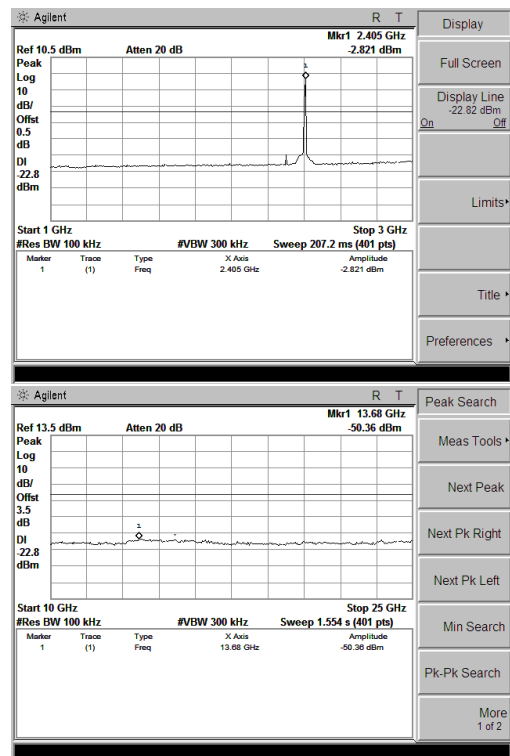 Agilent R T
Mkr1 2.405 GHz
Ref 10.5 dBm Atten 20 dB -2.821 dBm
Peak
Log
10
dB/
Offst
0.5
dB
DI
-22.8
dBm
1
Start 1 GHz Stop 3 GHz
#Res BW 100 kHz #VBW 300 kHz Sweep 207.2 ms (401 pts)
Marker Trace Type X Axis Amplitude
1 (1) Freq 2.405 GHz -2.821 dBm
Display
Full Screen
Display Line
-22.82 dBm
On Off
Limits
Title
Preferences
Agilent R T
Mkr1 13.68 GHz
Ref 13.5 dBm Atten 20 dB -50.36 dBm
Peak
Log
10
dB/
Offst
3.5
dB
DI
-22.8
dBm
1
Start 10 GHz Stop 25 GHz
#Res BW 100 kHz #VBW 300 kHz Sweep 1.554 s (401 pts)
Marker Trace Type X Axis Amplitude
1 (1) Freq 13.68 GHz -50.36 dBm
Peak Search
Meas Tools
Next Peak
Next Pk Right
Next Pk Left
Min Search
Pk-Pk Search
More
1 of 2